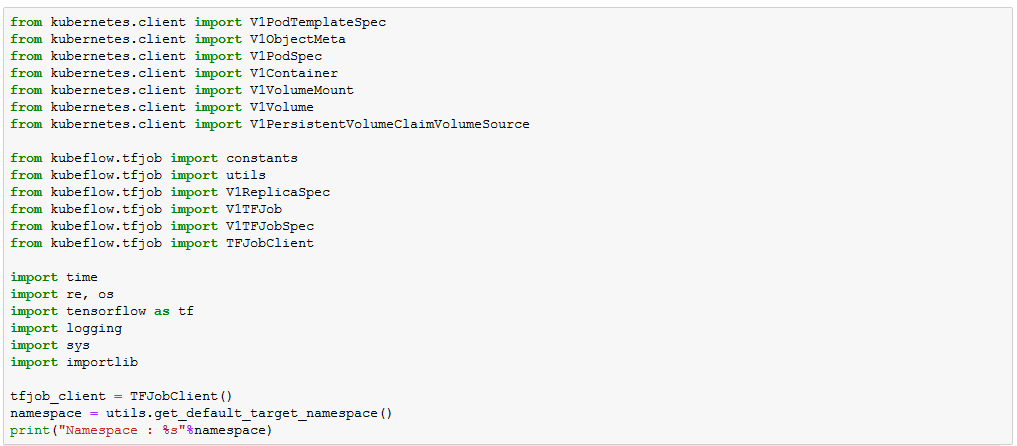 from kubernetes.client import V1PodTemplateSpec
from kubernetes.client import V1ObjectMeta
from kubernetes.client import V1PodSpec
from kubernetes.client import V1Container
from kubernetes.client import V1VolumeMount
from kubernetes.client import V1Volume
from kubernetes.client import V1PersistentVolumeClaimVolumeSource
from kubeflow.tfjob import constants
from kubeflow.tfjob import utils
from kubeflow.tfjob import V1ReplicaSpec
from kubeflow.tfjob import V1TFJob
from kubeflow.tfjob import V1TFJobSpec
from kubeflow.tfjob import TFJobClient
import time
import re, os
import tensorflow as tf
import logging
import sys
import importlib
tfjob_client = TFJobClient()
namespace = utils.get_default_target_namespace()
print("Namespace : %s"%namespace)